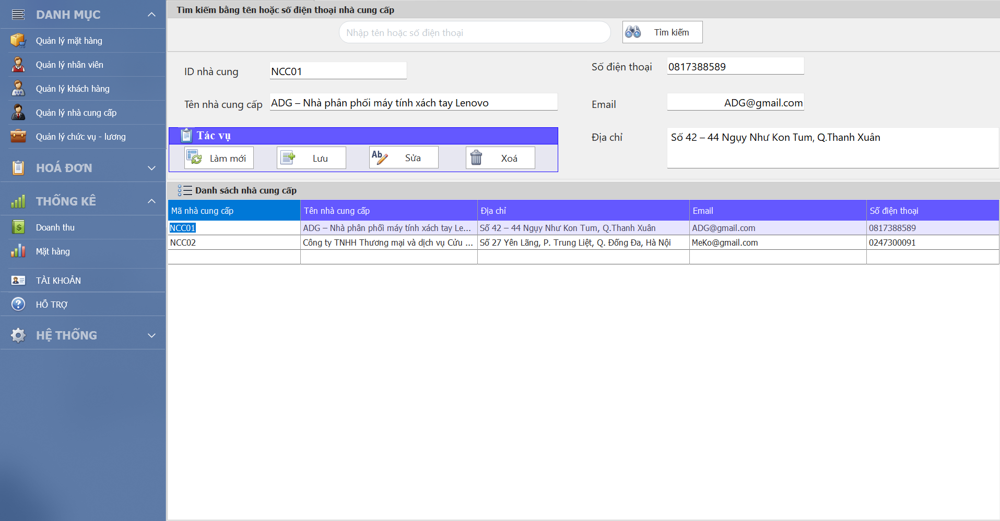 DANH MỤC
Quản lý mặt hàng
Quản lý nhân viên
Quản lý khách hàng
Quản lý nhà cung cấp
Quản lý chức vụ - lương
HOÁ ĐƠN
THỐNG KÊ
Doanh thu
Mặt hàng
TÀI KHOẢN
HỖ TRỢ
HỆ THỐNG
Tìm kiếm bằng tên hoặc số điện thoại nhà cung cấp
Nhập tên hoặc số điện thoại
Tìm kiếm
ID nhà cung
NCC01
Số điện thoại
0817388589
Tên nhà cung cấp
ADG – Nhà phân phối máy tính xách tay Lenovo
Email
ADG@gmail.com
Tác vụ
Làm mới
Lưu
Ab
Sửa
Xoá
Địa chỉ
Số 42 – 44 Ngụy Như Kon Tum, Q.Thanh Xuân
Danh sách nhà cung cấp
Mã nhà cung cấp Tên nhà cung cấp Địa chỉ Email Số điện thoại
NCC01 ADG – Nhà phân phối máy tính xách tay Le... Số 42 – 44 Ngụy Như Kon Tum, Q.Thanh Xuân ADG@gmail.com 0817388589
NCC02 Công ty TNHH Thương mại và dịch vụ Cửu ... Số 27 Yên Lãng, P. Trung Liệt, Q. Đống Đa, Hà Nội MeKo@gmail.com 0247300091